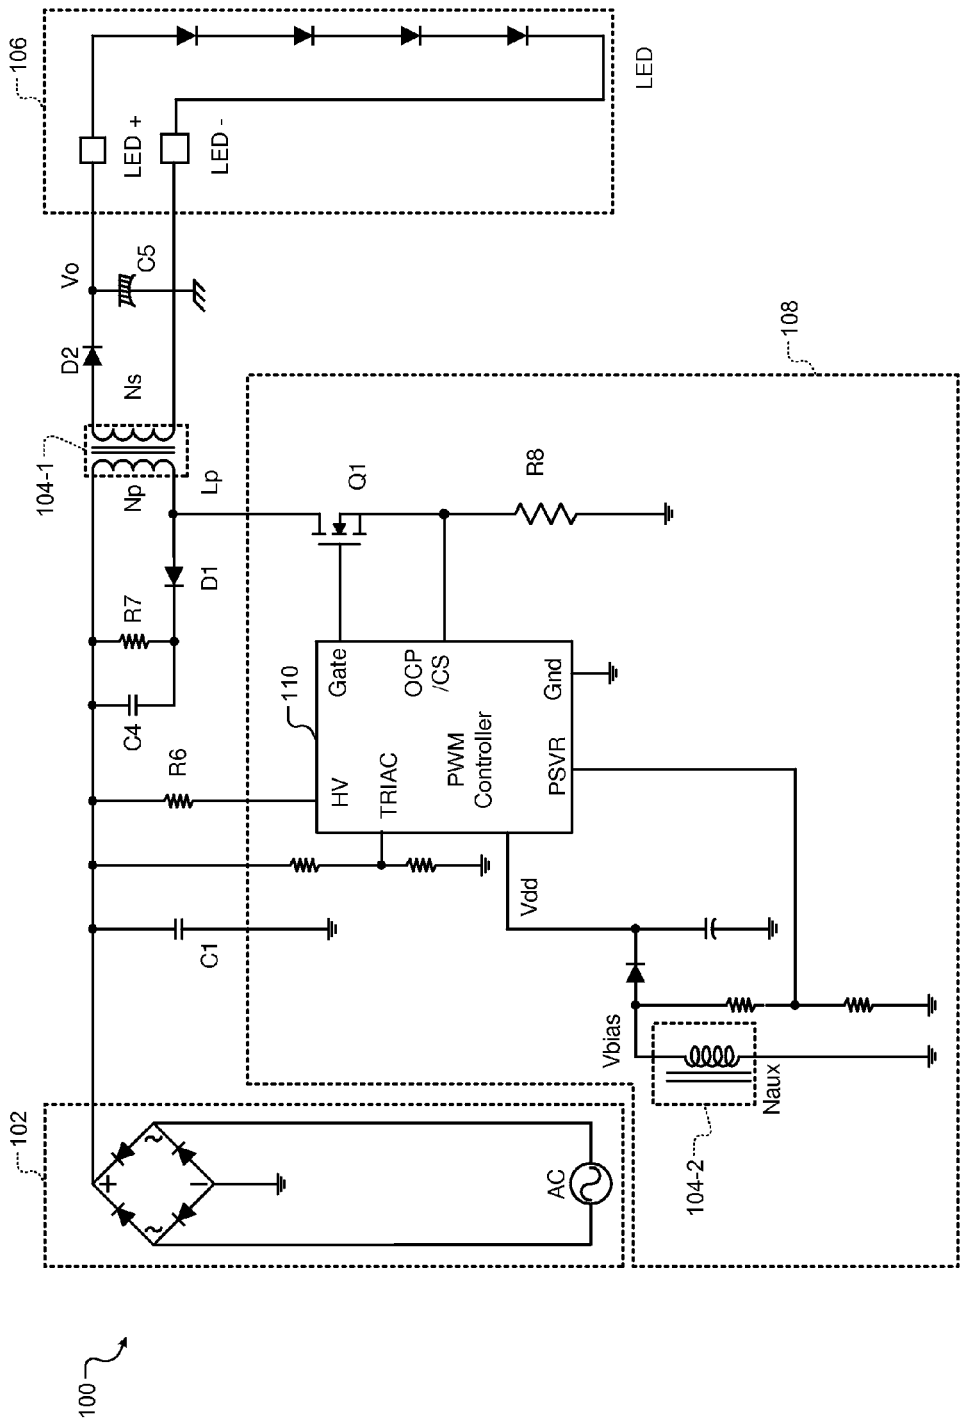 100
102
AC
+
−
C1
R6
C4
R7
D1
Np
Lp
104-1
Ns
D2
Vo
C5
106
LED +
LED -
LED
108
110
HV
TRIAC
PWM
Controller
Gate
OCP
/CS
Gnd
PSVR
Q1
R8
Vdd
Vbias
Naux
104-2